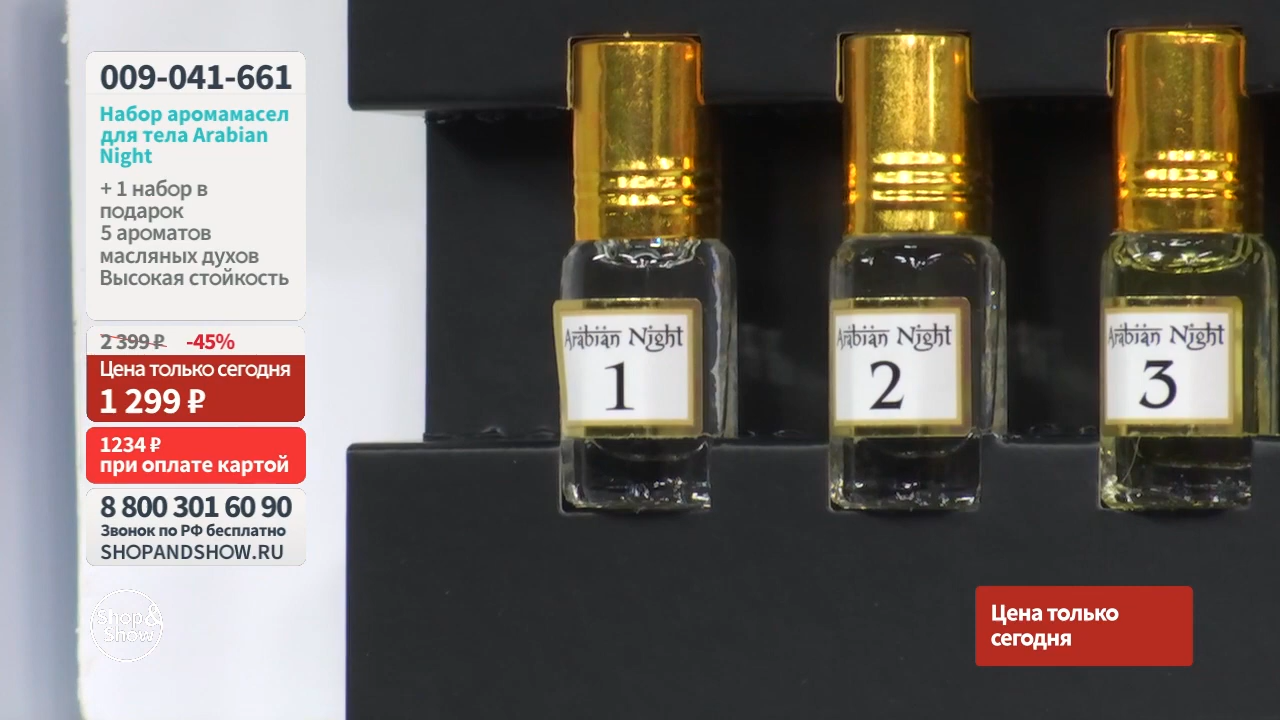 009-041-661
Набор аромамасел
для тела Arabian
Night
+ 1 набор в
подарок
5 ароматов
масляных духов
Высокая стойкость
2 399 ₽ -45%
Цена только сегодня
1 299 ₽
1234 ₽
при оплате картой
8 800 301 60 90
Звонок по РФ бесплатно
SHOPANDSHOW.RU
Shop&
Show
Arabian Night
1
Arabian Night
2
Arabian Night
3
Цена только
сегодня